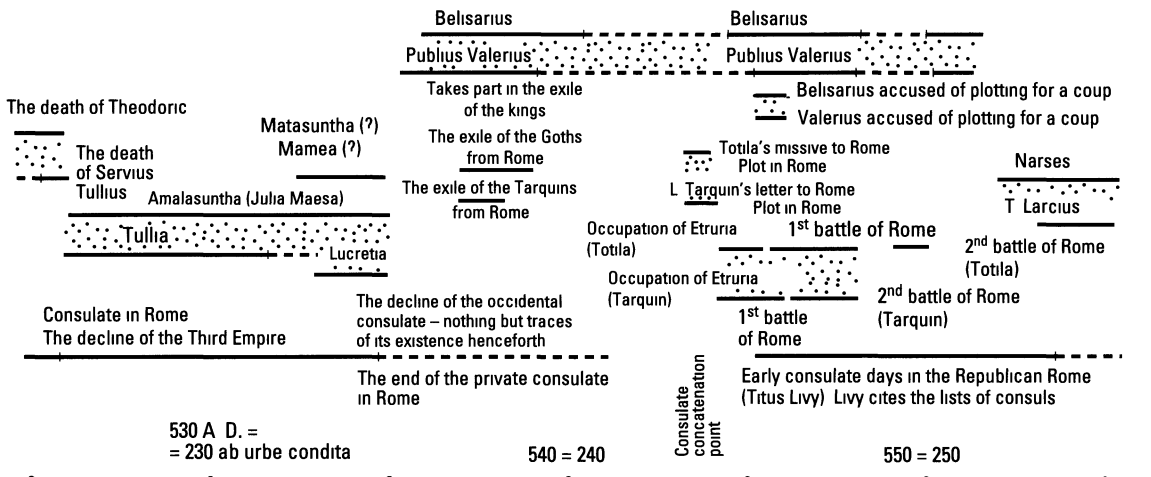 Belisarius
Belisarius
Publius Valerius
Publius Valerius
Takes part in the exile
of the kings
Belisarius accused of plotting for a coup
Valerius accused of plotting for a coup
The death of Theodoric
The death
of Servius
Tullius
Matasuntha (?)
Mamea (?)
The exile of the Goths
from Rome
The exile of the Tarquins
from Rome
Totila's missive to Rome
Plot in Rome
L Tarquin's letter to Rome
Plot in Rome
Narses
T Larcius
Amalasuntha (Julia Maesa)
Tullia
Lucretia
Occupation of Etruria
(Totila)
1st battle of Rome
2nd battle of Rome
(Totila)
Occupation of Etruria
(Tarquin)
1st battle
of Rome
2nd battle of Rome
(Tarquin)
Consulate in Rome
The decline of the Third Empire
The decline of the occidental
consulate – nothing but traces
of its existence henceforth
The end of the private consulate
in Rome
Consulate
concatenation
point
Early consulate days in the Republican Rome
(Titus Livy) Livy cites the lists of consuls
530 A D. =
= 230 ab urbe condita
540 = 240
550 = 250